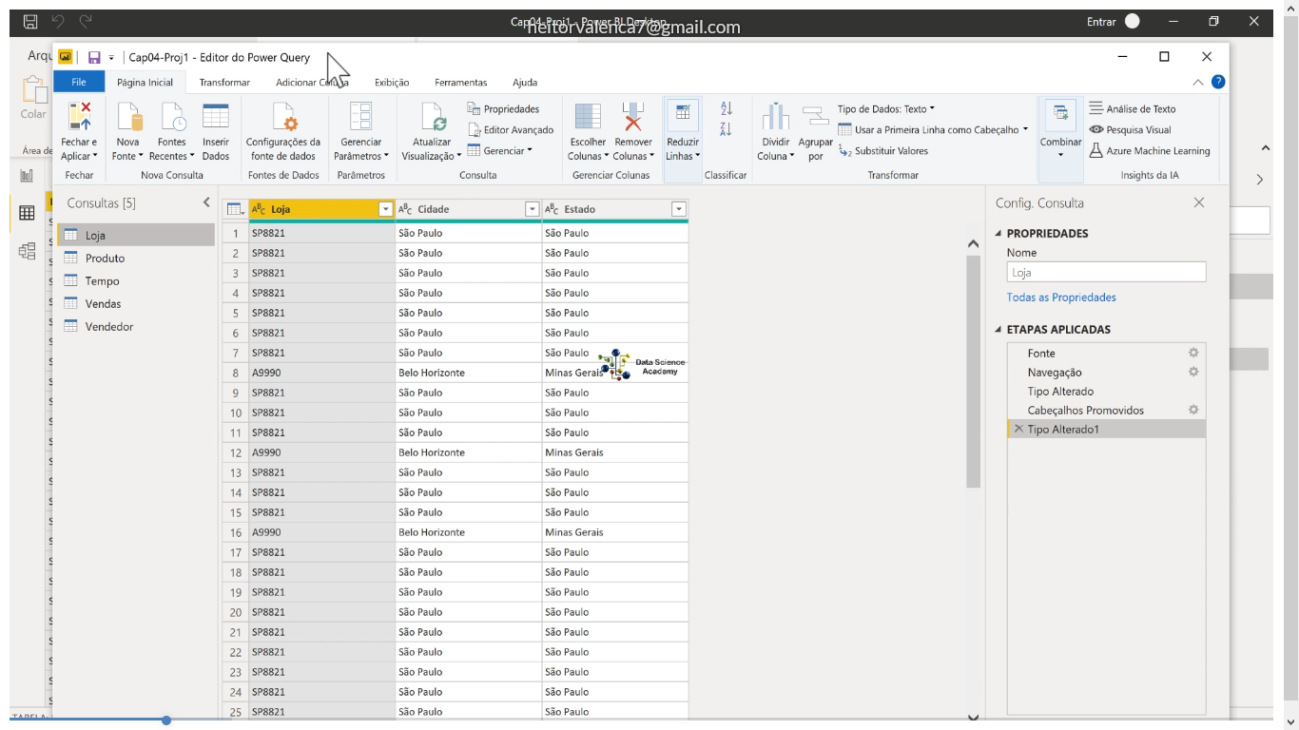 Cap04-Proj1 - Power BI Desktop
heitorvalenca7@gmail.com
Entrar
Cap04-Proj1 - Editor do Power Query
File
Página Inicial
Transformar
Adicionar Coluna
Exibição
Ferramentas
Ajuda
Colar
Fechar e Aplicar
Nova Fonte
Fontes Recentes
Inserir Dados
Configurações da fonte de dados
Gerenciar Parâmetros
Atualizar Visualização
Propriedades
Editor Avançado
Gerenciar
Escolher Colunas
Remover Colunas
Reduzir Linhas
Dividir Coluna
Agrupar por
Tipo de Dados: Texto
Usar a Primeira Linha como Cabeçalho
Substituir Valores
Combinar
Análise de Texto
Pesquisa Visual
Azure Machine Learning
Fechar
Nova Consulta
Fontes de Dados
Parâmetros
Consulta
Gerenciar Colunas
Classificar
Transformar
Insights da IA
Consultas [5]
Loja
Produto
Tempo
Vendas
Vendedor
Loja Cidade Estado
1 SP8821 São Paulo São Paulo
2 SP8821 São Paulo São Paulo
3 SP8821 São Paulo São Paulo
4 SP8821 São Paulo São Paulo
5 SP8821 São Paulo São Paulo
6 SP8821 São Paulo São Paulo
7 SP8821 São Paulo São Paulo
8 A9990 Belo Horizonte Minas Gerais
9 SP8821 São Paulo São Paulo
10 SP8821 São Paulo São Paulo
11 SP8821 São Paulo São Paulo
12 A9990 Belo Horizonte Minas Gerais
13 SP8821 São Paulo São Paulo
14 SP8821 São Paulo São Paulo
15 SP8821 São Paulo São Paulo
16 A9990 Belo Horizonte Minas Gerais
17 SP8821 São Paulo São Paulo
18 SP8821 São Paulo São Paulo
19 SP8821 São Paulo São Paulo
20 SP8821 São Paulo São Paulo
21 SP8821 São Paulo São Paulo
22 SP8821 São Paulo São Paulo
23 SP8821 São Paulo São Paulo
24 SP8821 São Paulo São Paulo
25 SP8821 São Paulo São Paulo
Data Science
Academy
Config. Consulta
PROPRIEDADES
Nome
Loja
Todas as Propriedades
ETAPAS APLICADAS
Fonte
Navegação
Tipo Alterado
Cabeçalhos Promovidos
Tipo Alterado1